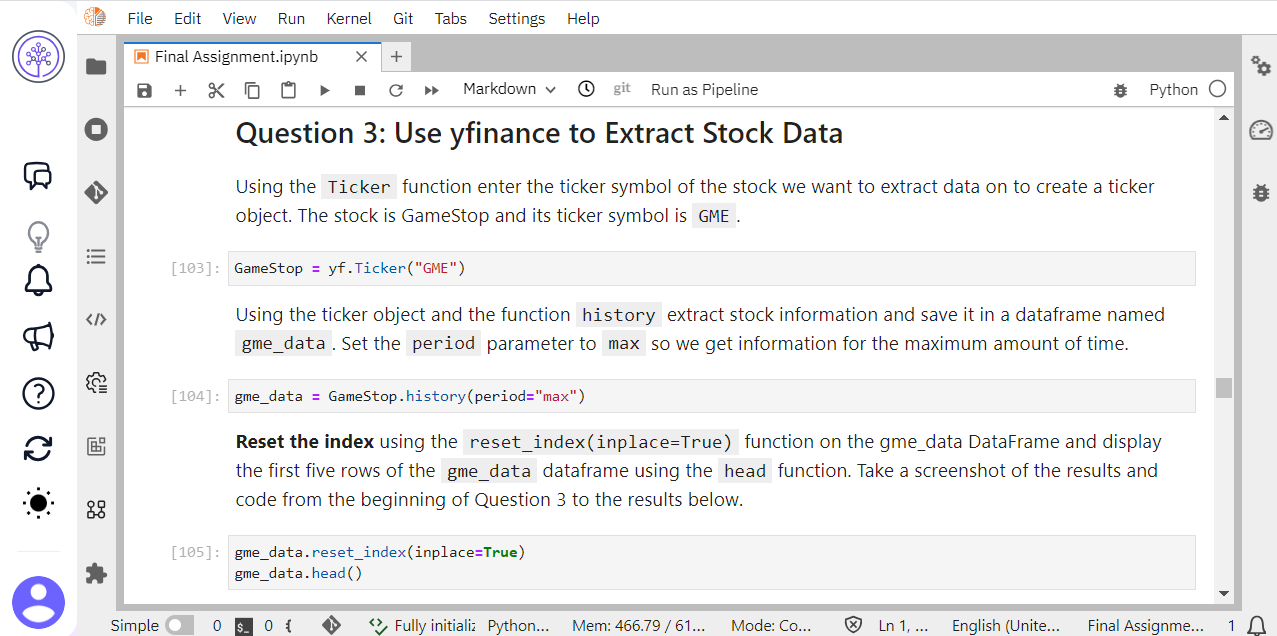 File Edit View Run Kernel Git Tabs Settings Help
Final Assignment.ipynb
Markdown git Run as Pipeline Python
Question 3: Use yfinance to Extract Stock Data
Using the Ticker function enter the ticker symbol of the stock we want to extract data on to create a ticker
object. The stock is GameStop and its ticker symbol is GME.
[103]: GameStop = yf.Ticker("GME")
Using the ticker object and the function history extract stock information and save it in a dataframe named
gme_data. Set the period parameter to max so we get information for the maximum amount of time.
[104]: gme_data = GameStop.history(period="max")
Reset the index using the reset_index(inplace=True) function on the gme_data DataFrame and display
the first five rows of the gme_data dataframe using the head function. Take a screenshot of the results and
code from the beginning of Question 3 to the results below.
[105]: gme_data.reset_index(inplace=True)
gme_data.head()
Simple 0 $_ 0 { Fully initializ Python... Mem: 466.79 / 61... Mode: Co... Ln 1, ... English (Unite... Final Assignme... 1